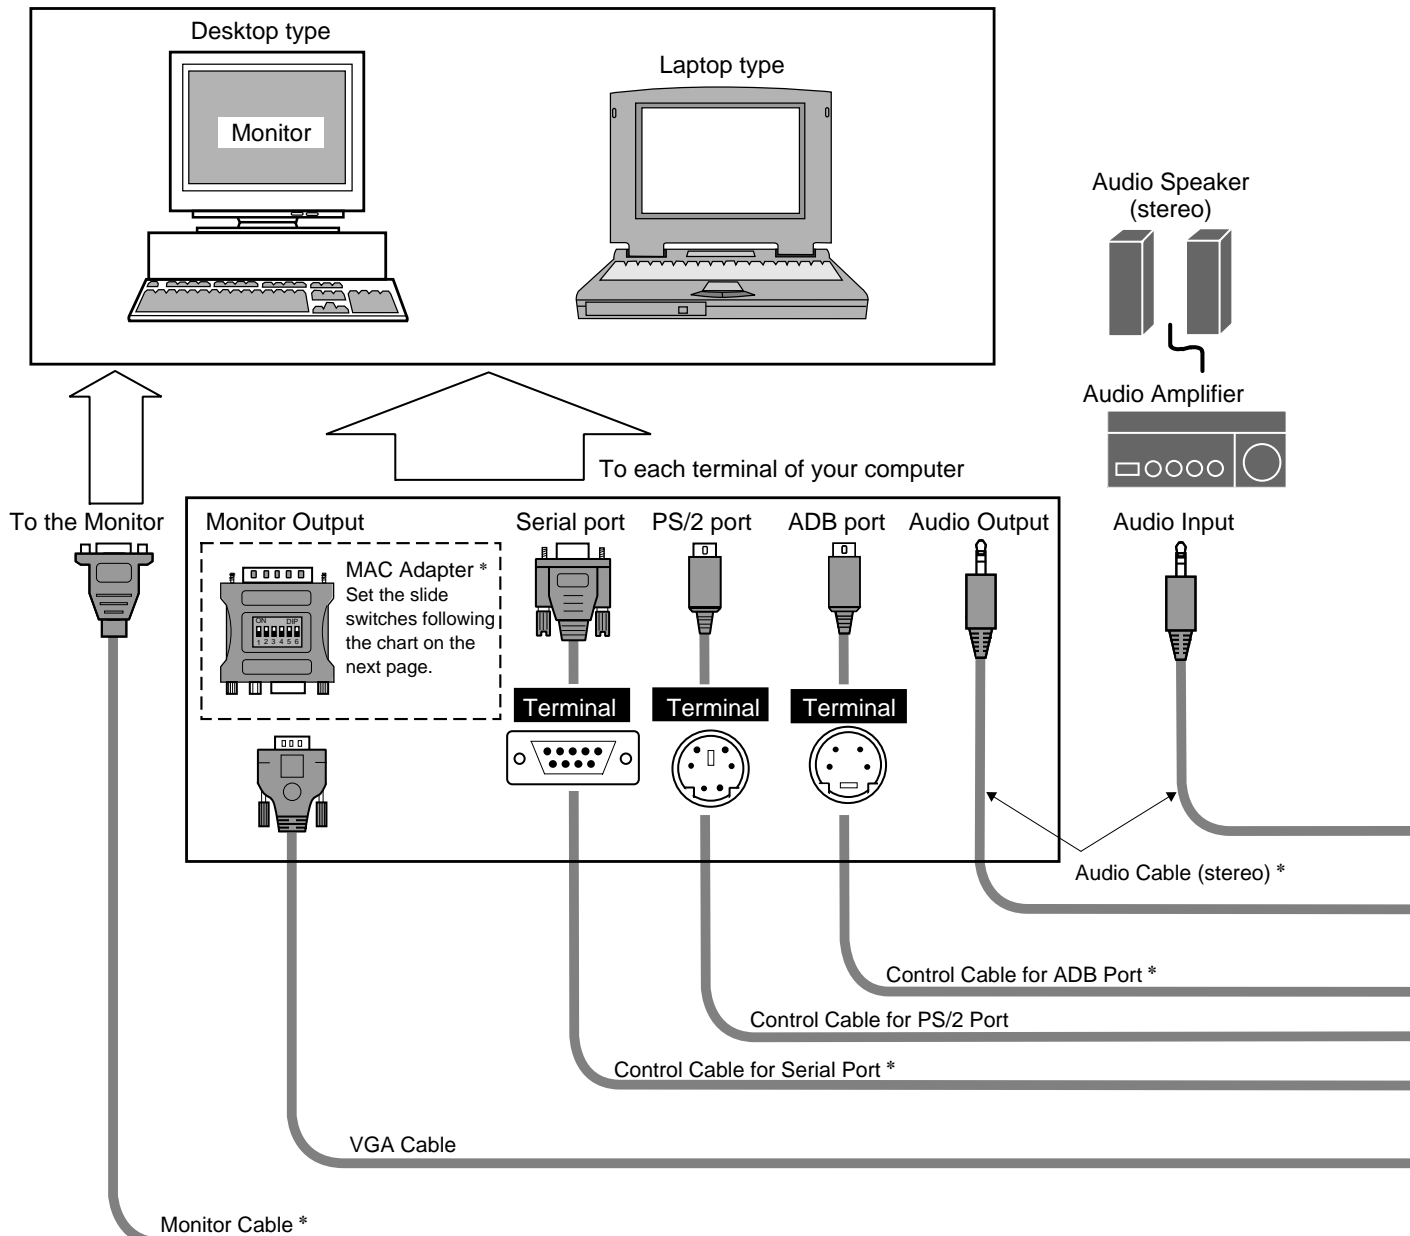 Desktop type
Laptop type
Monitor
Audio Speaker
(stereo)
Audio Amplifier
To each terminal of your computer
To the Monitor
Monitor Output
Serial port
PS/2 port
ADB port
Audio Output
Audio Input
MAC Adapter *
Set the slide
switches following
the chart on the
next page.
ON DIP
1 2 3 4 5 6
Terminal
Terminal
Terminal
Audio Cable (stereo) *
Control Cable for ADB Port *
Control Cable for PS/2 Port
Control Cable for Serial Port *
VGA Cable
Monitor Cable *